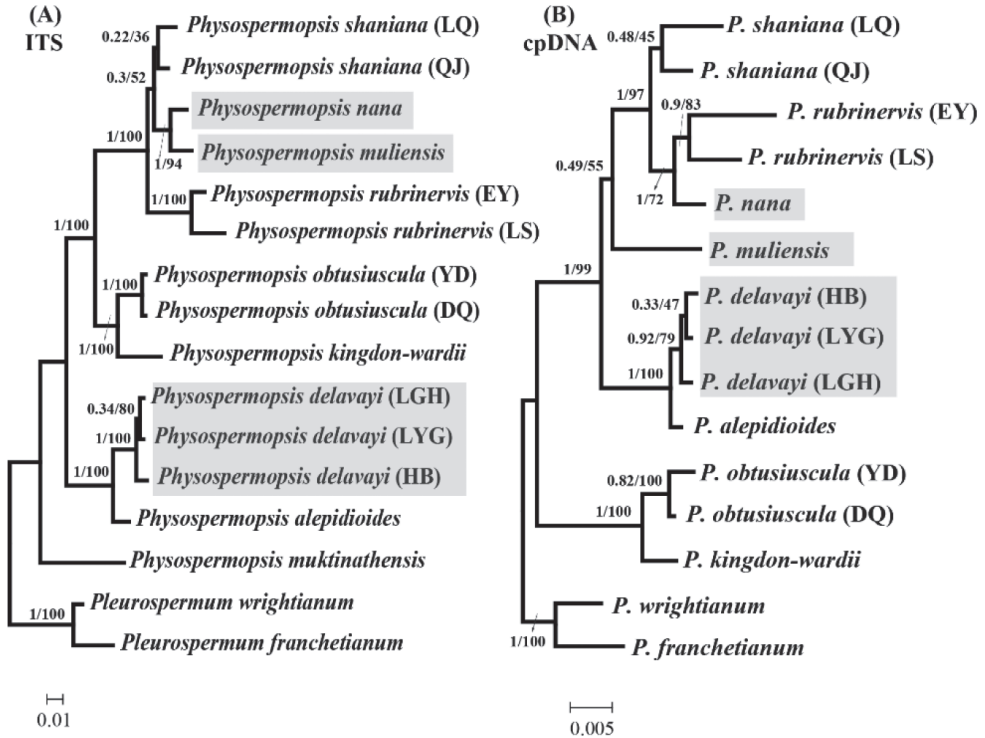 (A)
ITS
0.22/36
Physospermopsis shaniana (LQ)
Physospermopsis shaniana (QJ)
0.3/52
Physospermopsis nana
1/100
Physospermopsis muliensis
1/94
Physospermopsis rubrinervis (EY)
1/100
Physospermopsis rubrinervis (LS)
1/100
Physospermopsis obtusiuscula (YD)
1/100
Physospermopsis obtusiuscula (DQ)
1/100
Physospermopsis kingdon-wardii
Physospermopsis delavayi (LGH)
0.34/80
Physospermopsis delavayi (LYG)
1/100
Physospermopsis delavayi (HB)
1/100
Physospermopsis alepidioides
Physospermopsis muktinathensis
Pleurospermum wrightianum
1/100
Pleurospermum franchetianum
0.01
(B)
cpDNA
P. shaniana (LQ)
0.48/45
P. shaniana (QJ)
1/97
0.9/83
P. rubrinervis (EY)
P. rubrinervis (LS)
0.49/55
1/72
P. nana
P. muliensis
1/99
P. delavayi (HB)
0.33/47
P. delavayi (LYG)
0.92/79
P. delavayi (LGH)
1/100
P. alepidioides
P. obtusiuscula (YD)
0.82/100
P. obtusiuscula (DQ)
1/100
P. kingdon-wardii
P. wrightianum
1/100
P. franchetianum
0.005